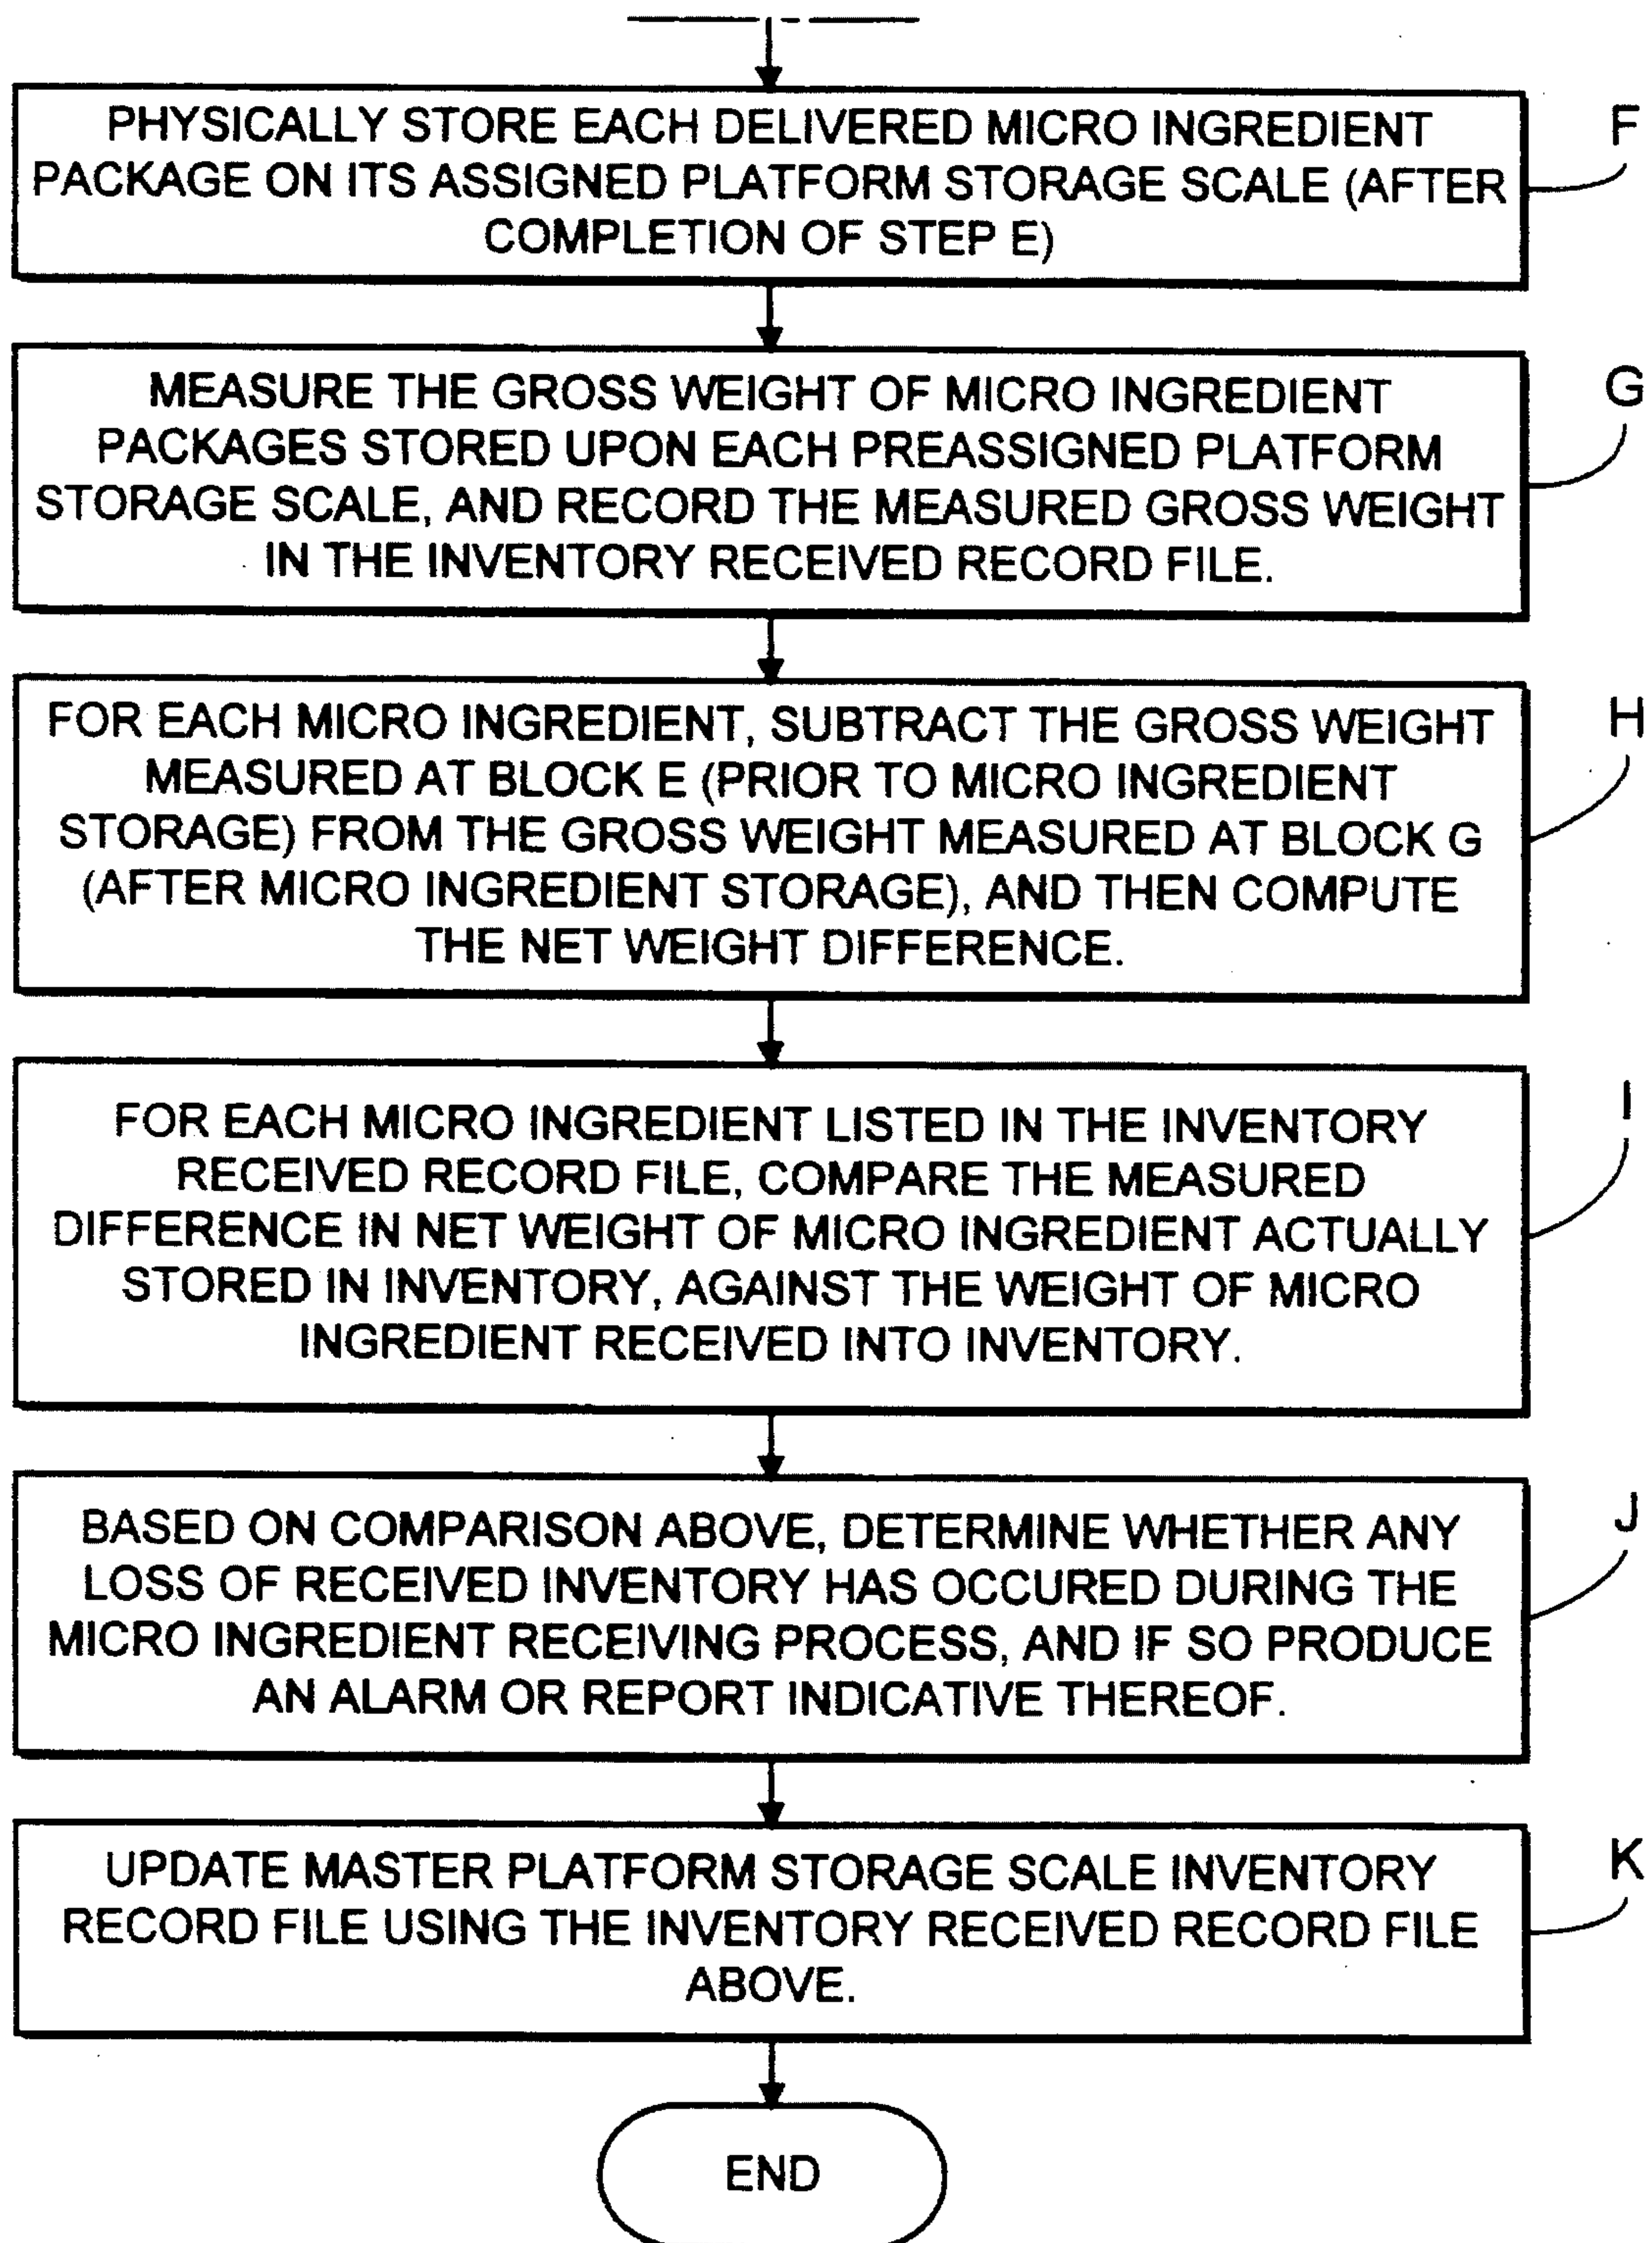 PHYSICALLY STORE EACH DELIVERED MICRO INGREDIENT
PACKAGE ON ITS ASSIGNED PLATFORM STORAGE SCALE (AFTER
COMPLETION OF STEP E)
F
MEASURE THE GROSS WEIGHT OF MICRO INGREDIENT
PACKAGES STORED UPON EACH PREASSIGNED PLATFORM
STORAGE SCALE, AND RECORD THE MEASURED GROSS WEIGHT
IN THE INVENTORY RECEIVED RECORD FILE.
G
FOR EACH MICRO INGREDIENT, SUBTRACT THE GROSS WEIGHT
MEASURED AT BLOCK E (PRIOR TO MICRO INGREDIENT
STORAGE) FROM THE GROSS WEIGHT MEASURED AT BLOCK G
(AFTER MICRO INGREDIENT STORAGE), AND THEN COMPUTE
THE NET WEIGHT DIFFERENCE.
H
FOR EACH MICRO INGREDIENT LISTED IN THE INVENTORY
RECEIVED RECORD FILE, COMPARE THE MEASURED
DIFFERENCE IN NET WEIGHT OF MICRO INGREDIENT ACTUALLY
STORED IN INVENTORY, AGAINST THE WEIGHT OF MICRO
INGREDIENT RECEIVED INTO INVENTORY.
I
BASED ON COMPARISON ABOVE, DETERMINE WHETHER ANY
LOSS OF RECEIVED INVENTORY HAS OCCURED DURING THE
MICRO INGREDIENT RECEIVING PROCESS, AND IF SO PRODUCE
AN ALARM OR REPORT INDICATIVE THEREOF.
J
UPDATE MASTER PLATFORM STORAGE SCALE INVENTORY
RECORD FILE USING THE INVENTORY RECEIVED RECORD FILE
ABOVE.
K
END